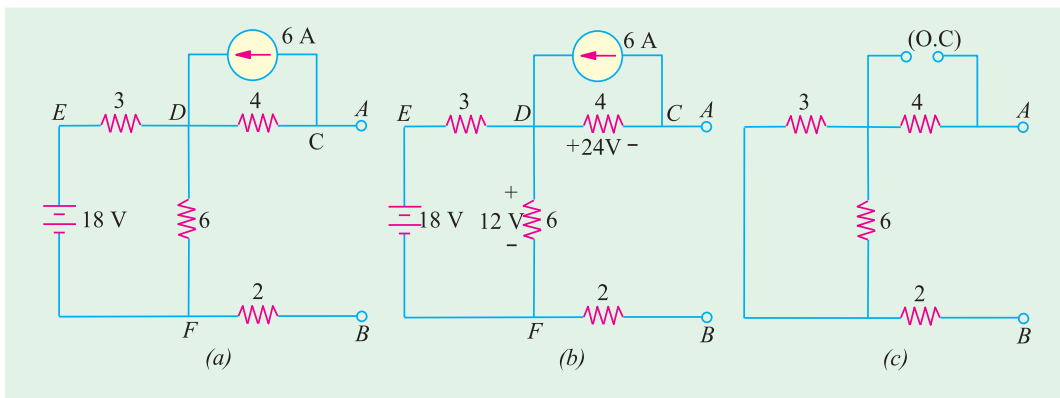 6 A
E 3 D 4 A
C
18 V 6
2
F B
(a)
6 A
E 3 D 4 C A
+24V −
+
18 V 12 V 6
−
2
F B
(b)
(O.C)
3 4 A
6
2
B
(c)